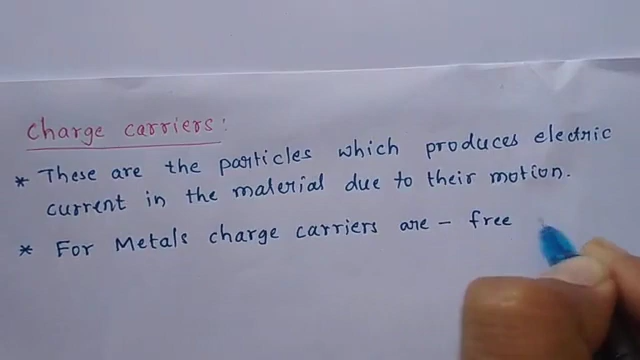 Charge carriers:
* These are the particles which produces electric
current in the material due to their motion.
* For Metals charge carriers are - free